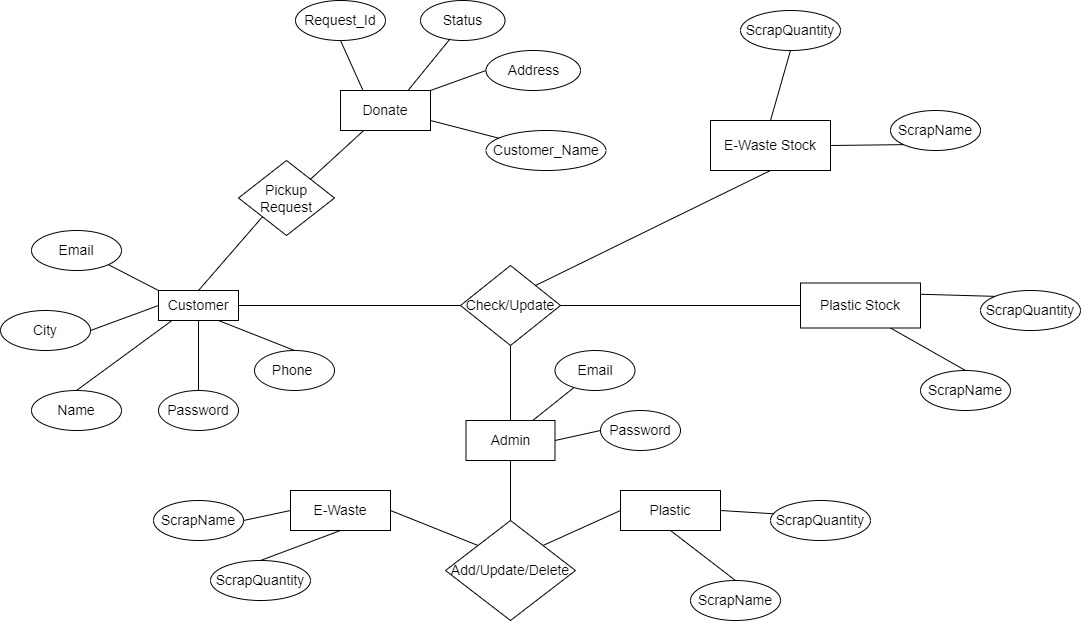 Request_Id
Status
ScrapQuantity
Address
Donate
ScrapName
E-Waste Stock
Customer_Name
Pickup
Request
Email
Customer
Check/Update
Plastic Stock
ScrapQuantity
City
Phone
Email
ScrapName
Name
Password
Password
Admin
E-Waste
Plastic
ScrapName
ScrapQuantity
Add/Update/Delete
ScrapQuantity
ScrapName